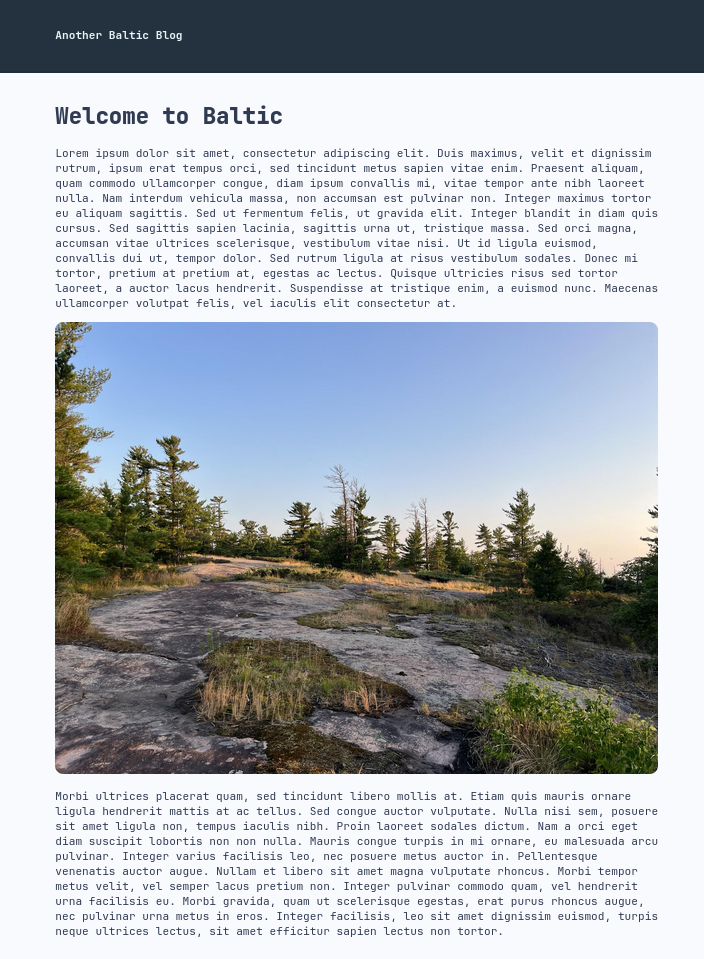 Another Baltic Blog
Welcome to Baltic
Lorem ipsum dolor sit amet, consectetur adipiscing elit. Duis maximus, velit et dignissim
rutrum, ipsum erat tempus orci, sed tincidunt metus sapien vitae enim. Praesent aliquam,
quam commodo ullamcorper congue, diam ipsum convallis mi, vitae tempor ante nibh laoreet
nulla. Nam interdum vehicula massa, non accumsan est pulvinar non. Integer maximus tortor
eu aliquam sagittis. Sed ut fermentum felis, ut gravida elit. Integer blandit in diam quis
cursus. Sed sagittis sapien lacinia, sagittis urna ut, tristique massa. Sed orci magna,
accumsan vitae ultrices scelerisque, vestibulum vitae nisi. Ut id ligula euismod,
convallis dui ut, tempor dolor. Sed rutrum ligula at risus vestibulum sodales. Donec mi
tortor, pretium at pretium at, egestas ac lectus. Quisque ultricies risus sed tortor
laoreet, a auctor lacus hendrerit. Suspendisse at tristique enim, a euismod nunc. Maecenas
ullamcorper volutpat felis, vel iaculis elit consectetur at.
Morbi ultrices placerat quam, sed tincidunt libero mollis at. Etiam quis mauris ornare
ligula hendrerit mattis at ac tellus. Sed congue auctor vulputate. Nulla nisi sem, posuere
sit amet ligula non, tempus iaculis nibh. Proin laoreet sodales dictum. Nam a orci eget
diam suscipit lobortis non non nulla. Mauris congue turpis in mi ornare, eu malesuada arcu
pulvinar. Integer varius facilisis leo, nec posuere metus auctor in. Pellentesque
venenatis auctor augue. Nullam et libero sit amet magna vulputate rhoncus. Morbi tempor
metus velit, vel semper lacus pretium non. Integer pulvinar commodo quam, vel hendrerit
urna facilisis eu. Morbi gravida, quam ut scelerisque egestas, erat purus rhoncus augue,
nec pulvinar urna metus in eros. Integer facilisis, leo sit amet dignissim euismod, turpis
neque ultrices lectus, sit amet efficitur sapien lectus non tortor.